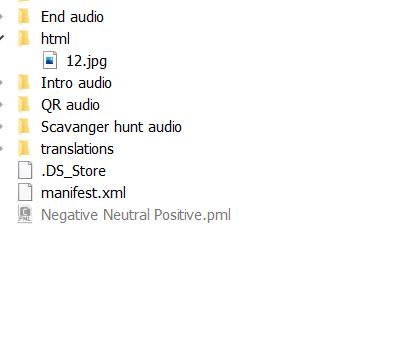 End audio
html
12.jpg
Intro audio
QR audio
Scavanger hunt audio
translations
.DS_Store
manifest.xml
Negative Neutral Positive.pml